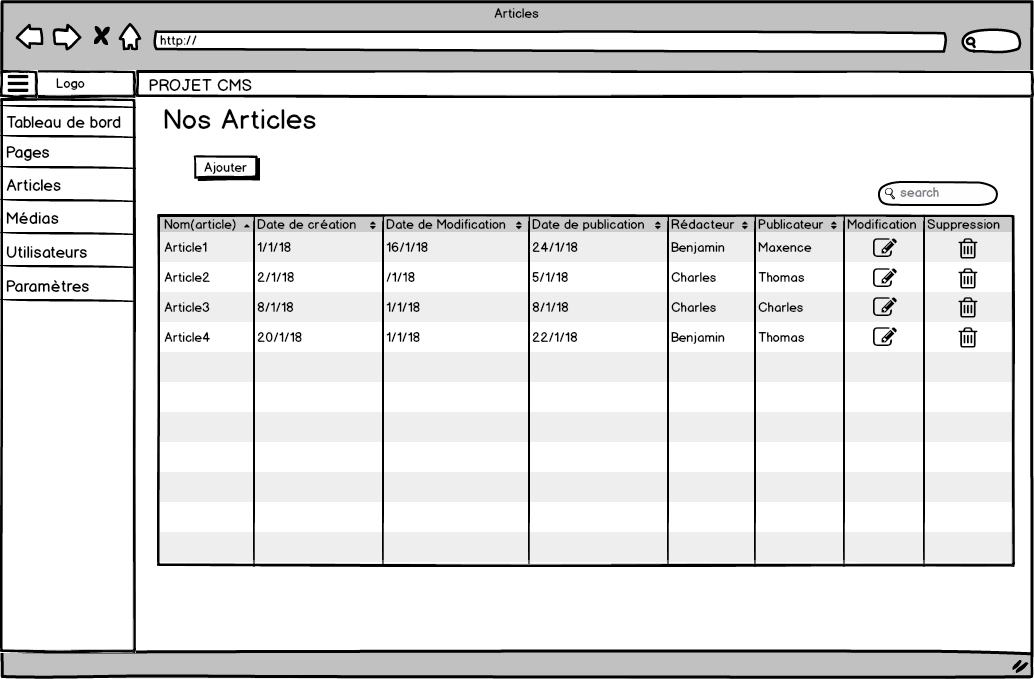 Articles
http://
Logo
PROJET CMS
Tableau de bord
Pages
Articles
Médias
Utilisateurs
Paramètres
Nos Articles
Ajouter
search
Nom(article) Date de création Date de Modification Date de publication Rédacteur Publicateur Modification Suppression
Article1 1/1/18 16/1/18 24/1/18 Benjamin Maxence
Article2 2/1/18 /1/18 5/1/18 Charles Thomas
Article3 8/1/18 1/1/18 8/1/18 Charles Charles
Article4 20/1/18 1/1/18 22/1/18 Benjamin Thomas